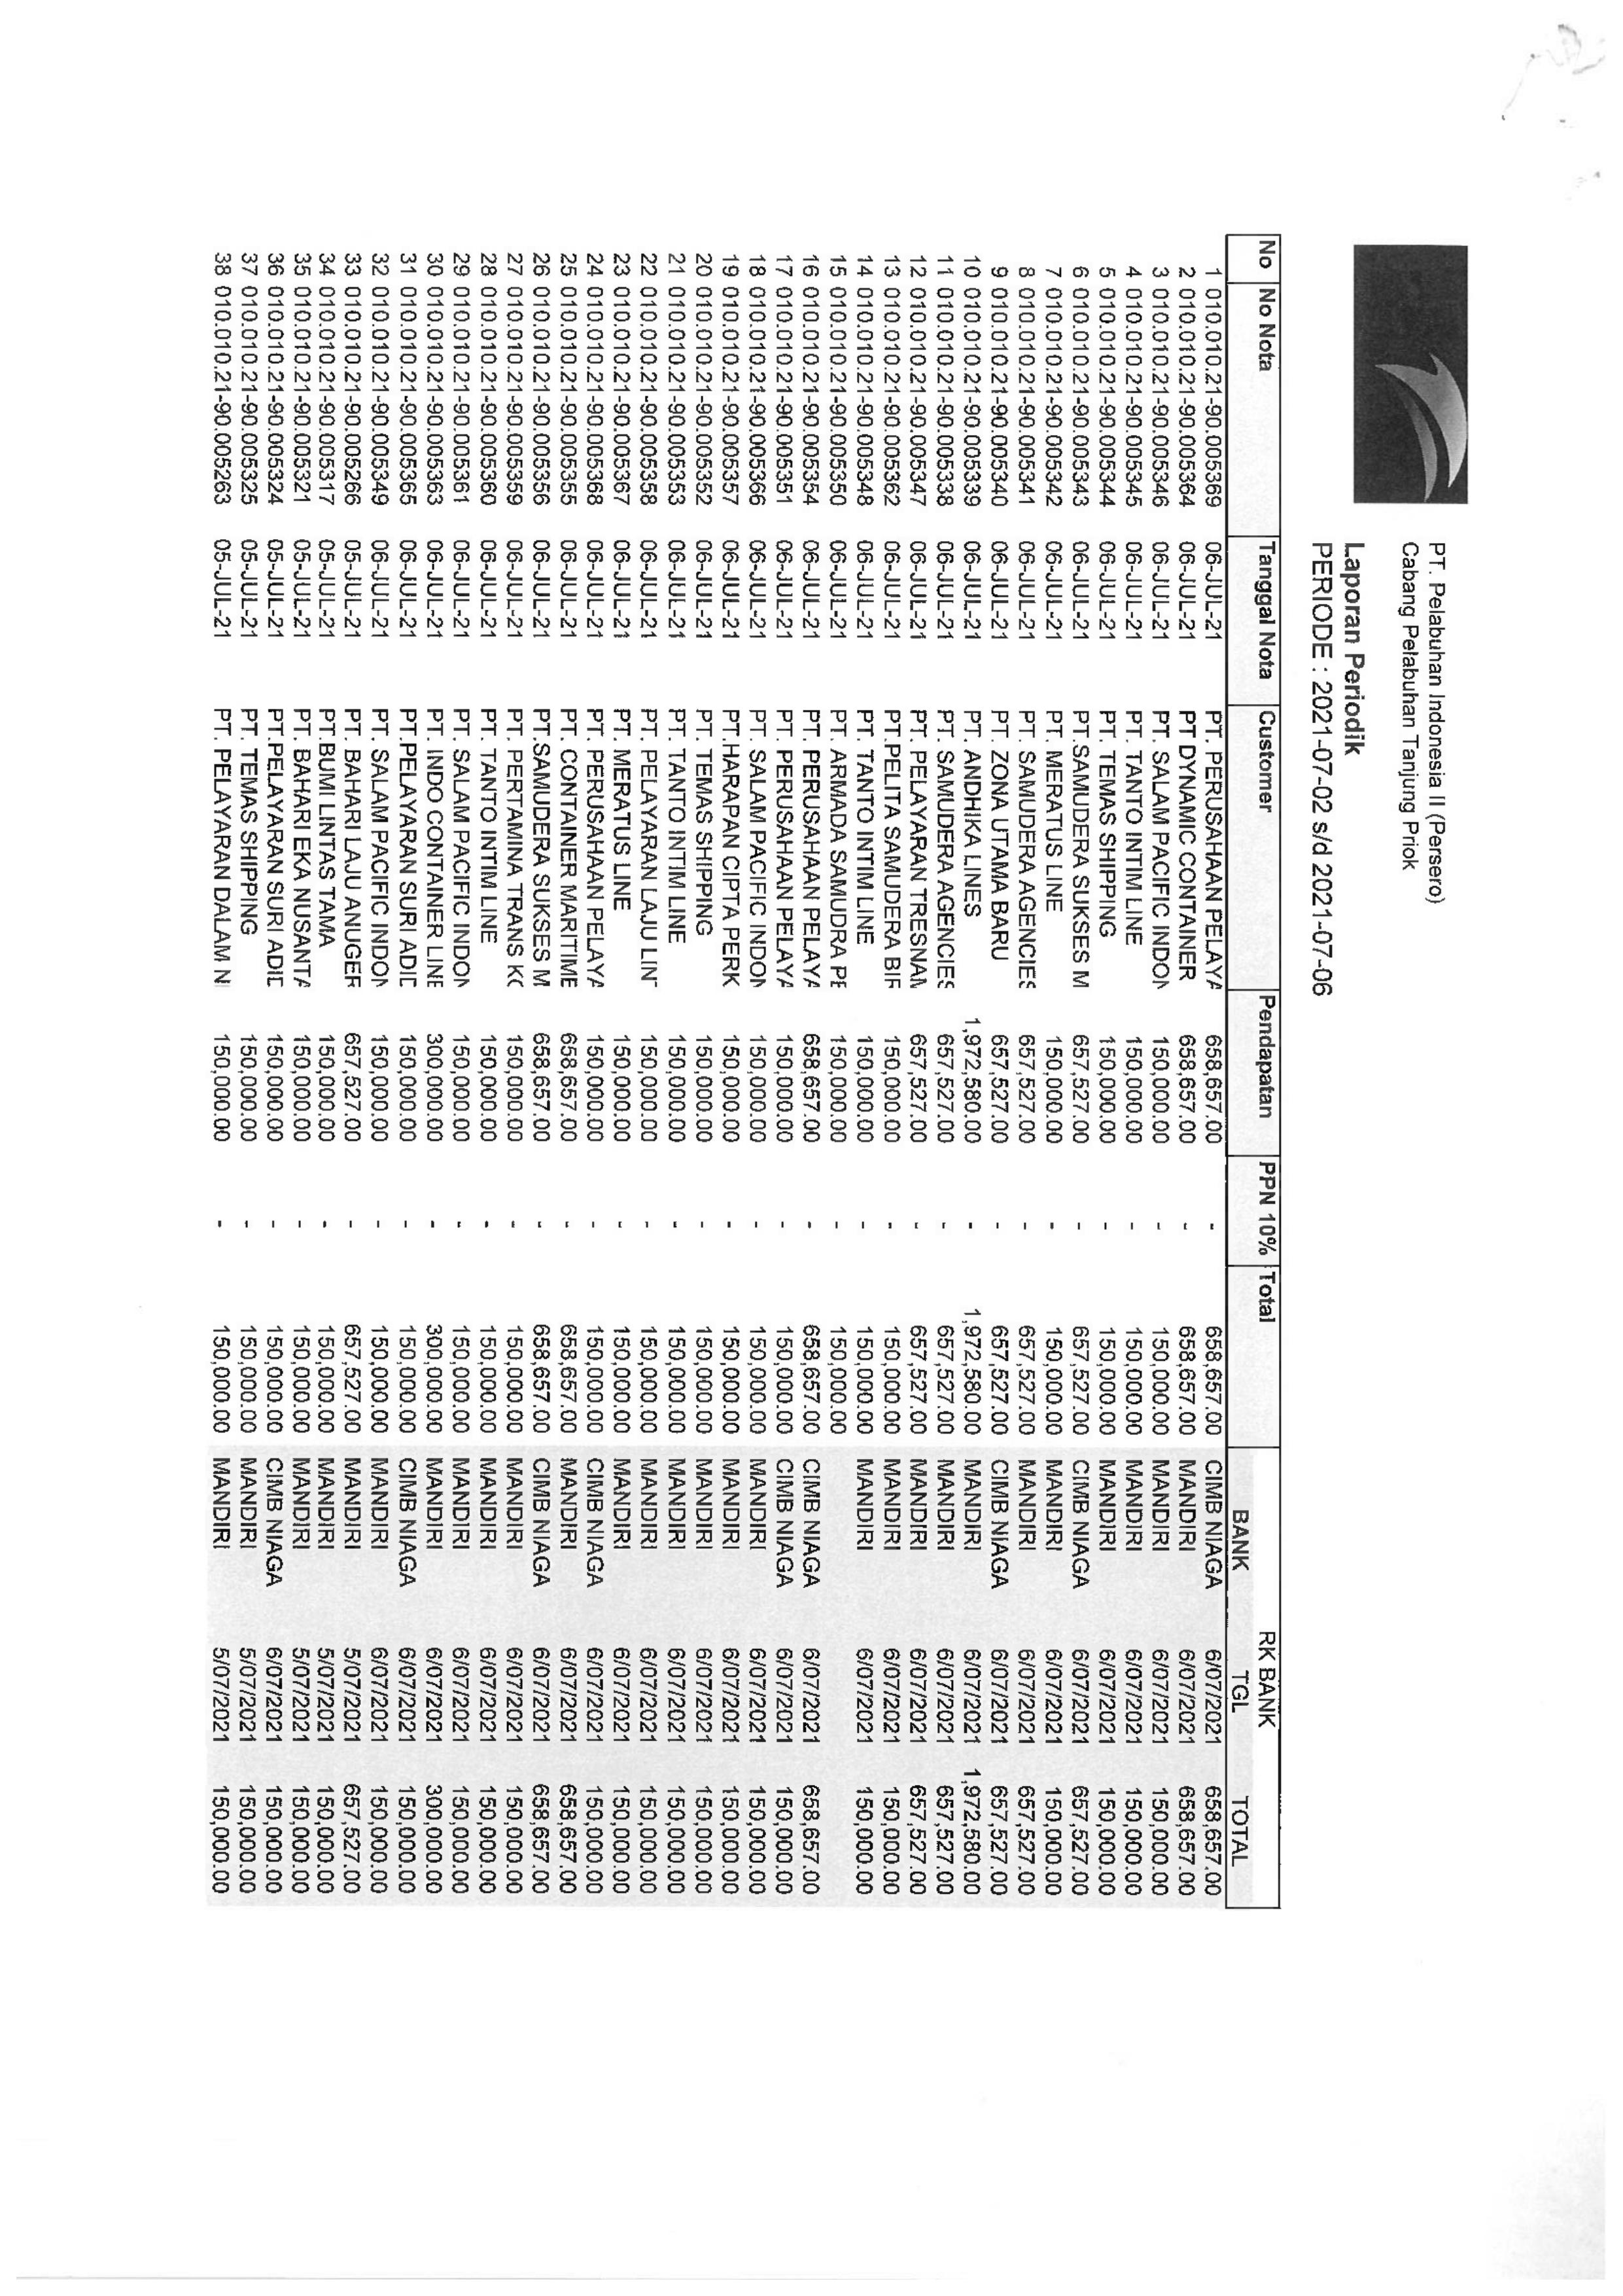 PT. Pelabuhan Indonesia II (Persero)
Cabang Pelabuhan Tanjung Priok
Laporan Periodik
PERIODE : 2021-07-02 s/d 2021-07-06
No No Nota Tanggal Nota Customer Pendapatan PPN 10% Total RK BANK
BANK TGL TOTAL
1 010.010.21-90.005369 06-JUL-21 PT. PERUSAHAAN PELAYA 658,657.00 - 658,657.00 CIMB NIAGA 6/07/2021 658,657.00
2 010.010.21-90.005364 06-JUL-21 PT DYNAMIC CONTAINER 658,657.00 - 658,657.00 MANDIRI 6/07/2021 658,657.00
3 010.010.21-90.005346 06-JUL-21 PT. SALAM PACIFIC INDON 150,000.00 - 150,000.00 MANDIRI 6/07/2021 150,000.00
4 010.010.21-90.005345 06-JUL-21 PT. TANTO INTIM LINE 150,000.00 - 150,000.00 MANDIRI 6/07/2021 150,000.00
5 010.010.21-90.005344 06-JUL-21 PT. TEMAS SHIPPING 150,000.00 - 150,000.00 MANDIRI 6/07/2021 150,000.00
6 010.010.21-90.005343 06-JUL-21 PT.SAMUDERA SUKSES M 657,527.00 - 657,527.00 CIMB NIAGA 6/07/2021 657,527.00
7 010.010.21-90.005342 06-JUL-21 PT. MERATUS LINE 150,000.00 - 150,000.00 MANDIRI 6/07/2021 150,000.00
8 010.010.21-90.005341 06-JUL-21 PT. SAMUDERA AGENCIES 657,527.00 - 657,527.00 MANDIRI 6/07/2021 657,527.00
9 010.010.21-90.005340 06-JUL-21 PT. ZONA UTAMA BARU 657,527.00 - 657,527.00 CIMB NIAGA 6/07/2021 657,527.00
10 010.010.21-90.005339 06-JUL-21 PT. ANDHIKA LINES 1,972,580.00 - 1,972,580.00 MANDIRI 6/07/2021 1,972,580.00
11 010.010.21-90.005338 06-JUL-21 PT. SAMUDERA AGENCIES 657,527.00 - 657,527.00 MANDIRI 6/07/2021 657,527.00
12 010.010.21-90.005347 06-JUL-21 PT. PELAYARAN TRESNAM 657,527.00 - 657,527.00 MANDIRI 6/07/2021 657,527.00
13 010.010.21-90.005362 06-JUL-21 PT.PELITA SAMUDERA BIF 150,000.00 - 150,000.00 MANDIRI 6/07/2021 150,000.00
14 010.010.21-90.005348 06-JUL-21 PT. TANTO INTIM LINE 150,000.00 - 150,000.00 MANDIRI 6/07/2021 150,000.00
15 010.010.21-90.005350 06-JUL-21 PT. ARMADA SAMUDRA PE 150,000.00 - 150,000.00
16 010.010.21-90.005354 06-JUL-21 PT. PERUSAHAAN PELAYA 658,657.00 - 658,657.00 CIMB NIAGA 6/07/2021 658,657.00
17 010.010.21-90.005351 06-JUL-21 PT. PERUSAHAAN PELAYA 150,000.00 - 150,000.00 CIMB NIAGA 6/07/2021 150,000.00
18 010.010.21-90.005366 06-JUL-21 PT. SALAM PACIFIC INDON 150,000.00 - 150,000.00 MANDIRI 6/07/2021 150,000.00
19 010.010.21-90.005357 06-JUL-21 PT.HARAPAN CIPTA PERK 150,000.00 - 150,000.00 MANDIRI 6/07/2021 150,000.00
20 010.010.21-90.005352 06-JUL-21 PT. TEMAS SHIPPING 150,000.00 - 150,000.00 MANDIRI 6/07/2021 150,000.00
21 010.010.21-90.005353 06-JUL-21 PT. TANTO INTIM LINE 150,000.00 - 150,000.00 MANDIRI 6/07/2021 150,000.00
22 010.010.21-90.005358 06-JUL-21 PT. PELAYARAN LAJU LIN 150,000.00 - 150,000.00 MANDIRI 6/07/2021 150,000.00
23 010.010.21-90.005367 06-JUL-21 PT. MERATUS LINE 150,000.00 - 150,000.00 MANDIRI 6/07/2021 150,000.00
24 010.010.21-90.005368 06-JUL-21 PT. PERUSAHAAN PELAYA 150,000.00 - 150,000.00 CIMB NIAGA 6/07/2021 150,000.00
25 010.010.21-90.005355 06-JUL-21 PT. CONTAINER MARITIME 658,657.00 - 658,657.00 MANDIRI 6/07/2021 658,657.00
26 010.010.21-90.005356 06-JUL-21 PT.SAMUDERA SUKSES M 658,657.00 - 658,657.00 CIMB NIAGA 6/07/2021 658,657.00
27 010.010.21-90.005359 06-JUL-21 PT. PERTAMINA TRANS KO 150,000.00 - 150,000.00 MANDIRI 6/07/2021 150,000.00
28 010.010.21-90.005360 06-JUL-21 PT. TANTO INTIM LINE 150,000.00 - 150,000.00 MANDIRI 6/07/2021 150,000.00
29 010.010.21-90.005361 06-JUL-21 PT. SALAM PACIFIC INDON 150,000.00 - 150,000.00 MANDIRI 6/07/2021 150,000.00
30 010.010.21-90.005363 06-JUL-21 PT. INDO CONTAINER LINE 300,000.00 - 300,000.00 MANDIRI 6/07/2021 300,000.00
31 010.010.21-90.005365 06-JUL-21 PT.PELAYARAN SURI ADID 150,000.00 - 150,000.00 CIMB NIAGA 6/07/2021 150,000.00
32 010.010.21-90.005349 06-JUL-21 PT. SALAM PACIFIC INDON 150,000.00 - 150,000.00 MANDIRI 6/07/2021 150,000.00
33 010.010.21-90.005266 05-JUL-21 PT. BAHARI LAJU ANUGER 657,527.00 - 657,527.00 MANDIRI 5/07/2021 657,527.00
34 010.010.21-90.005317 05-JUL-21 PT.BUMI LINTAS TAMA 150,000.00 - 150,000.00 MANDIRI 5/07/2021 150,000.00
35 010.010.21-90.005321 05-JUL-21 PT. BAHARI EKA NUSANTA 150,000.00 - 150,000.00 MANDIRI 5/07/2021 150,000.00
36 010.010.21-90.005324 05-JUL-21 PT.PELAYARAN SURI ADID 150,000.00 - 150,000.00 CIMB NIAGA 6/07/2021 150,000.00
37 010.010.21-90.005325 05-JUL-21 PT. TEMAS SHIPPING 150,000.00 - 150,000.00 MANDIRI 5/07/2021 150,000.00
38 010.010.21-90.005263 05-JUL-21 PT. PELAYARAN DALAM N 150,000.00 - 150,000.00 MANDIRI 5/07/2021 150,000.00